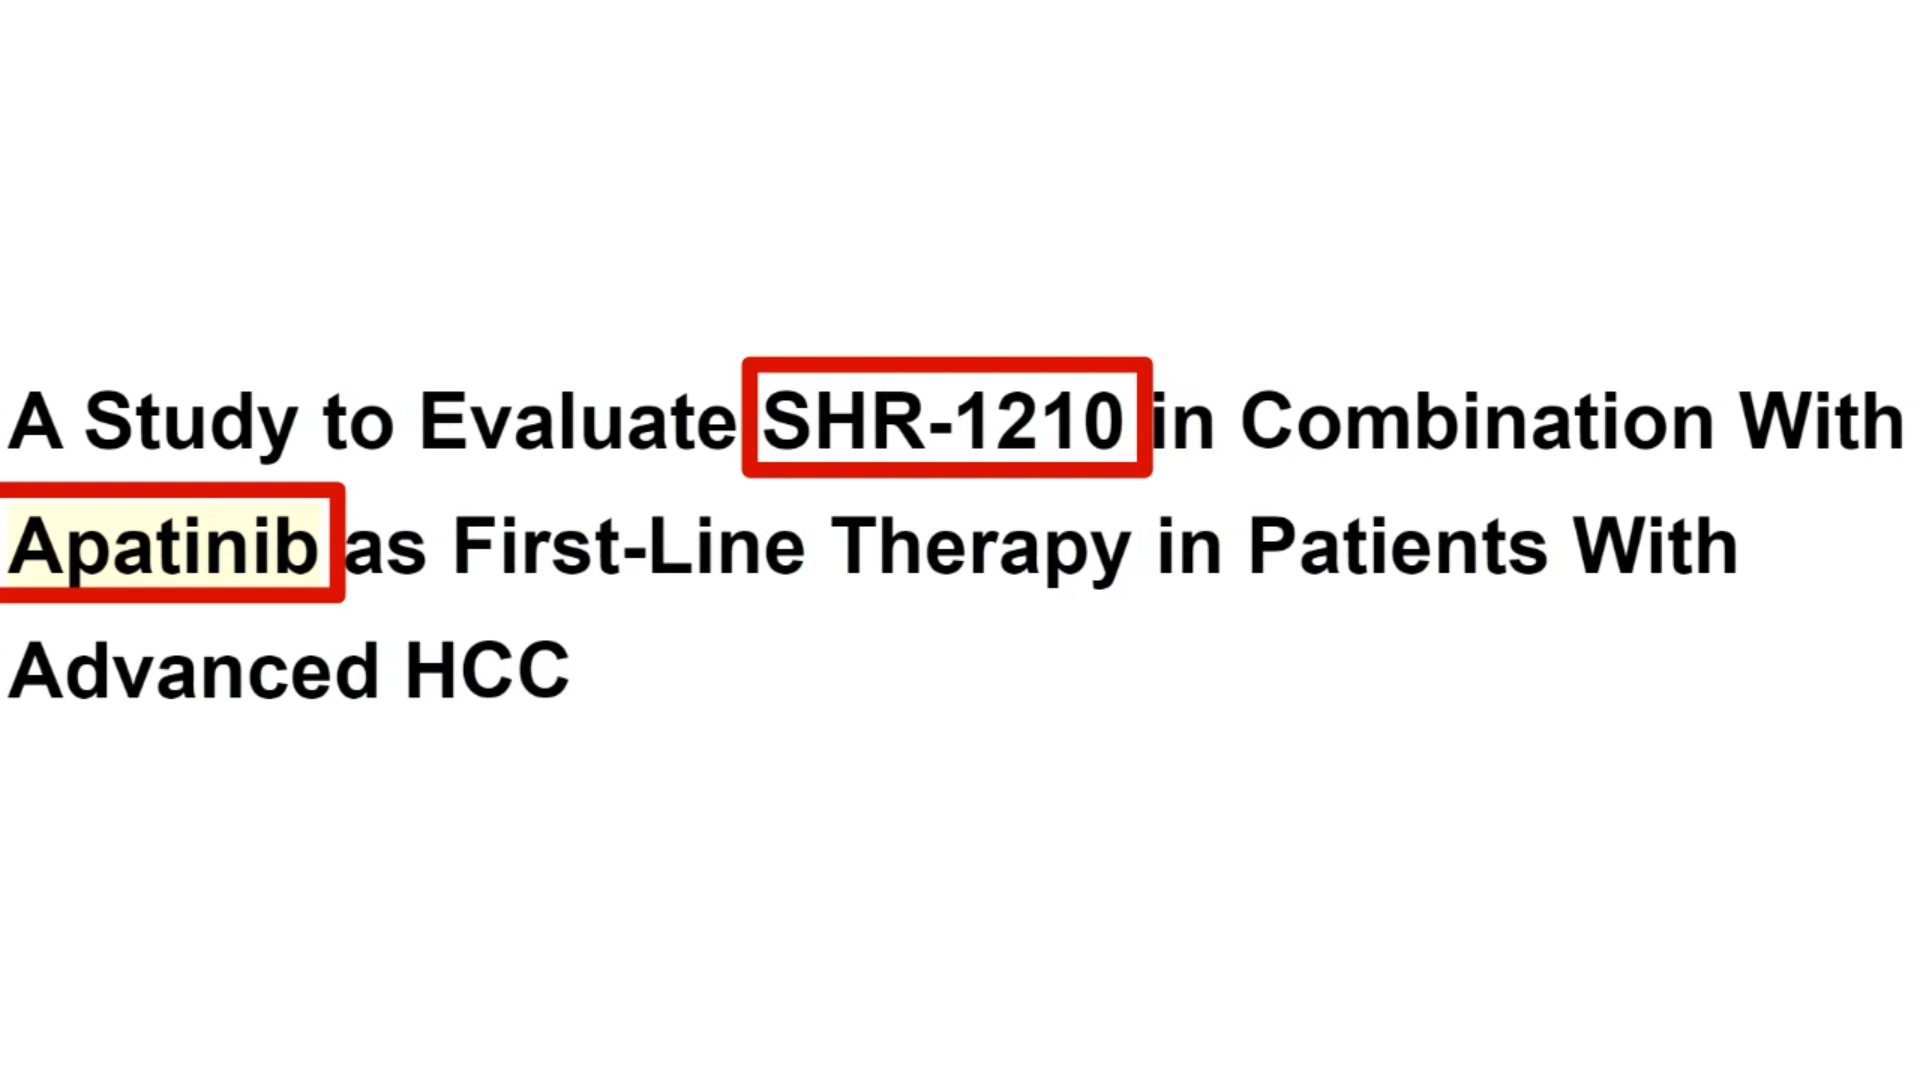 A Study to Evaluate SHR-1210 in Combination With
Apatinib as First-Line Therapy in Patients With
Advanced HCC